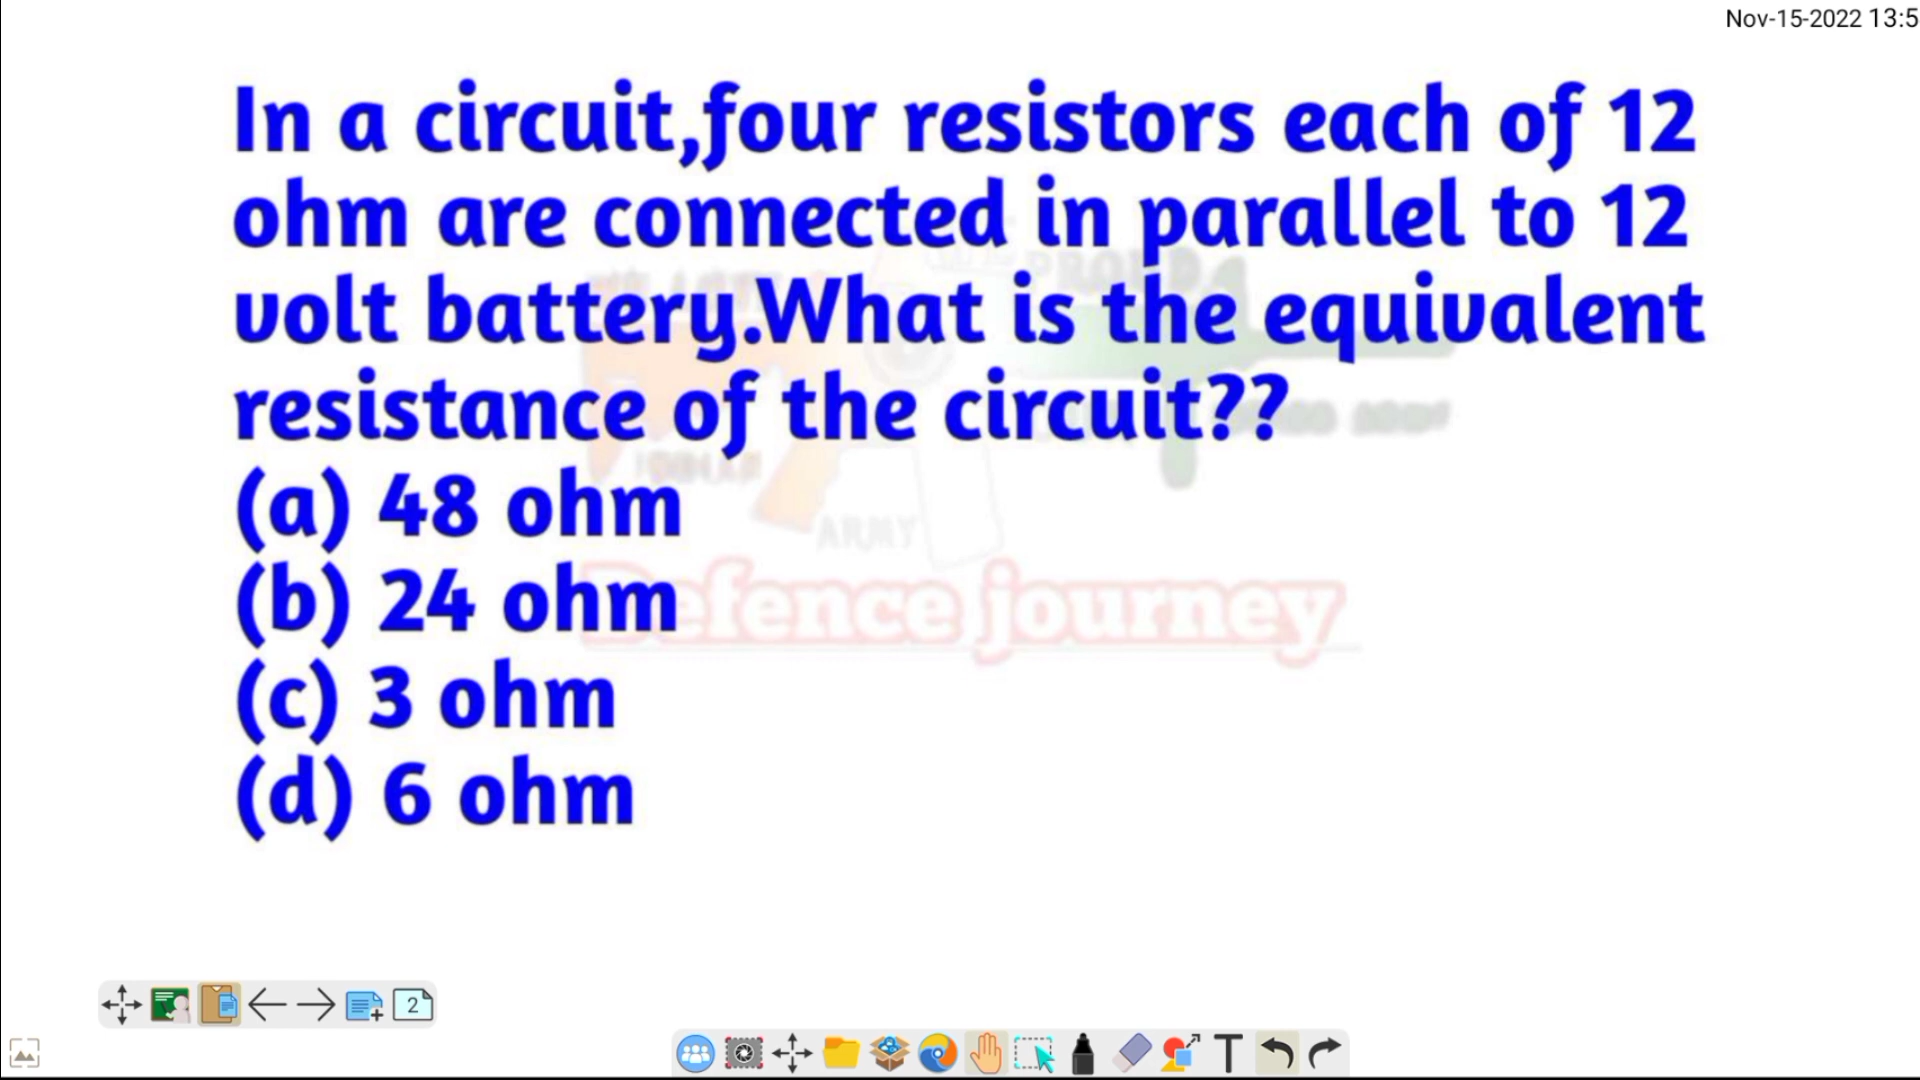 Nov-15-2022 13:5
In a circuit,four resistors each of 12
ohm are connected in parallel to 12
volt battery.What is the equivalent
resistance of the circuit??
(a) 48 ohm
(b) 24 ohm
(c) 3 ohm
(d) 6 ohm
ARMY
Defence journey
2